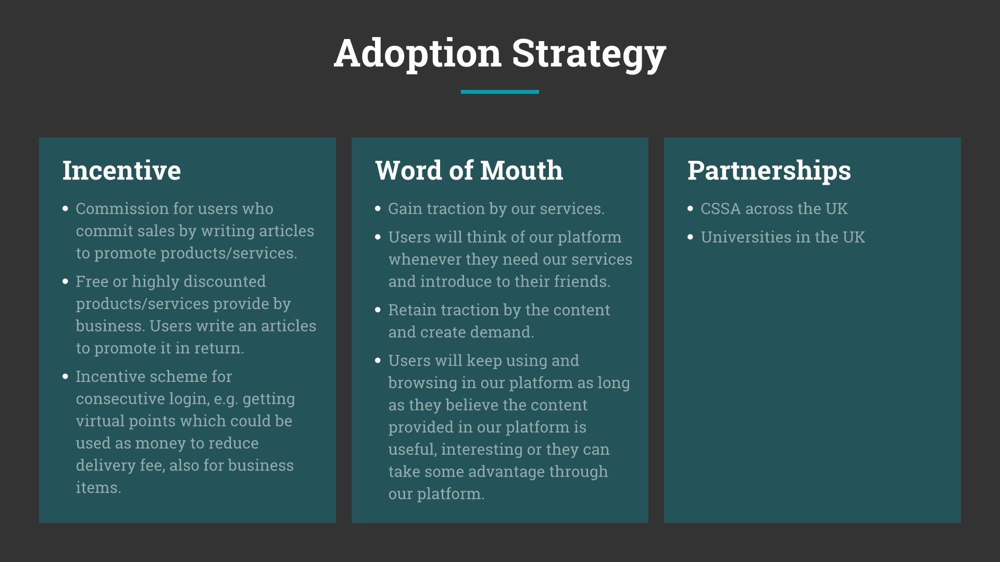 Adoption Strategy
Incentive
• Commission for users who
commit sales by writing articles
to promote products/services.
• Free or highly discounted
products/services provide by
business. Users write an articles
to promote it in return.
• Incentive scheme for
consecutive login, e.g. getting
virtual points which could be
used as money to reduce
delivery fee, also for business
items.
Word of Mouth
• Gain traction by our services.
• Users will think of our platform
whenever they need our services
and introduce to their friends.
• Retain traction by the content
and create demand.
• Users will keep using and
browsing in our platform as long
as they believe the content
provided in our platform is
useful, interesting or they can
take some advantage through
our platform.
Partnerships
• CSSA across the UK
• Universities in the UK